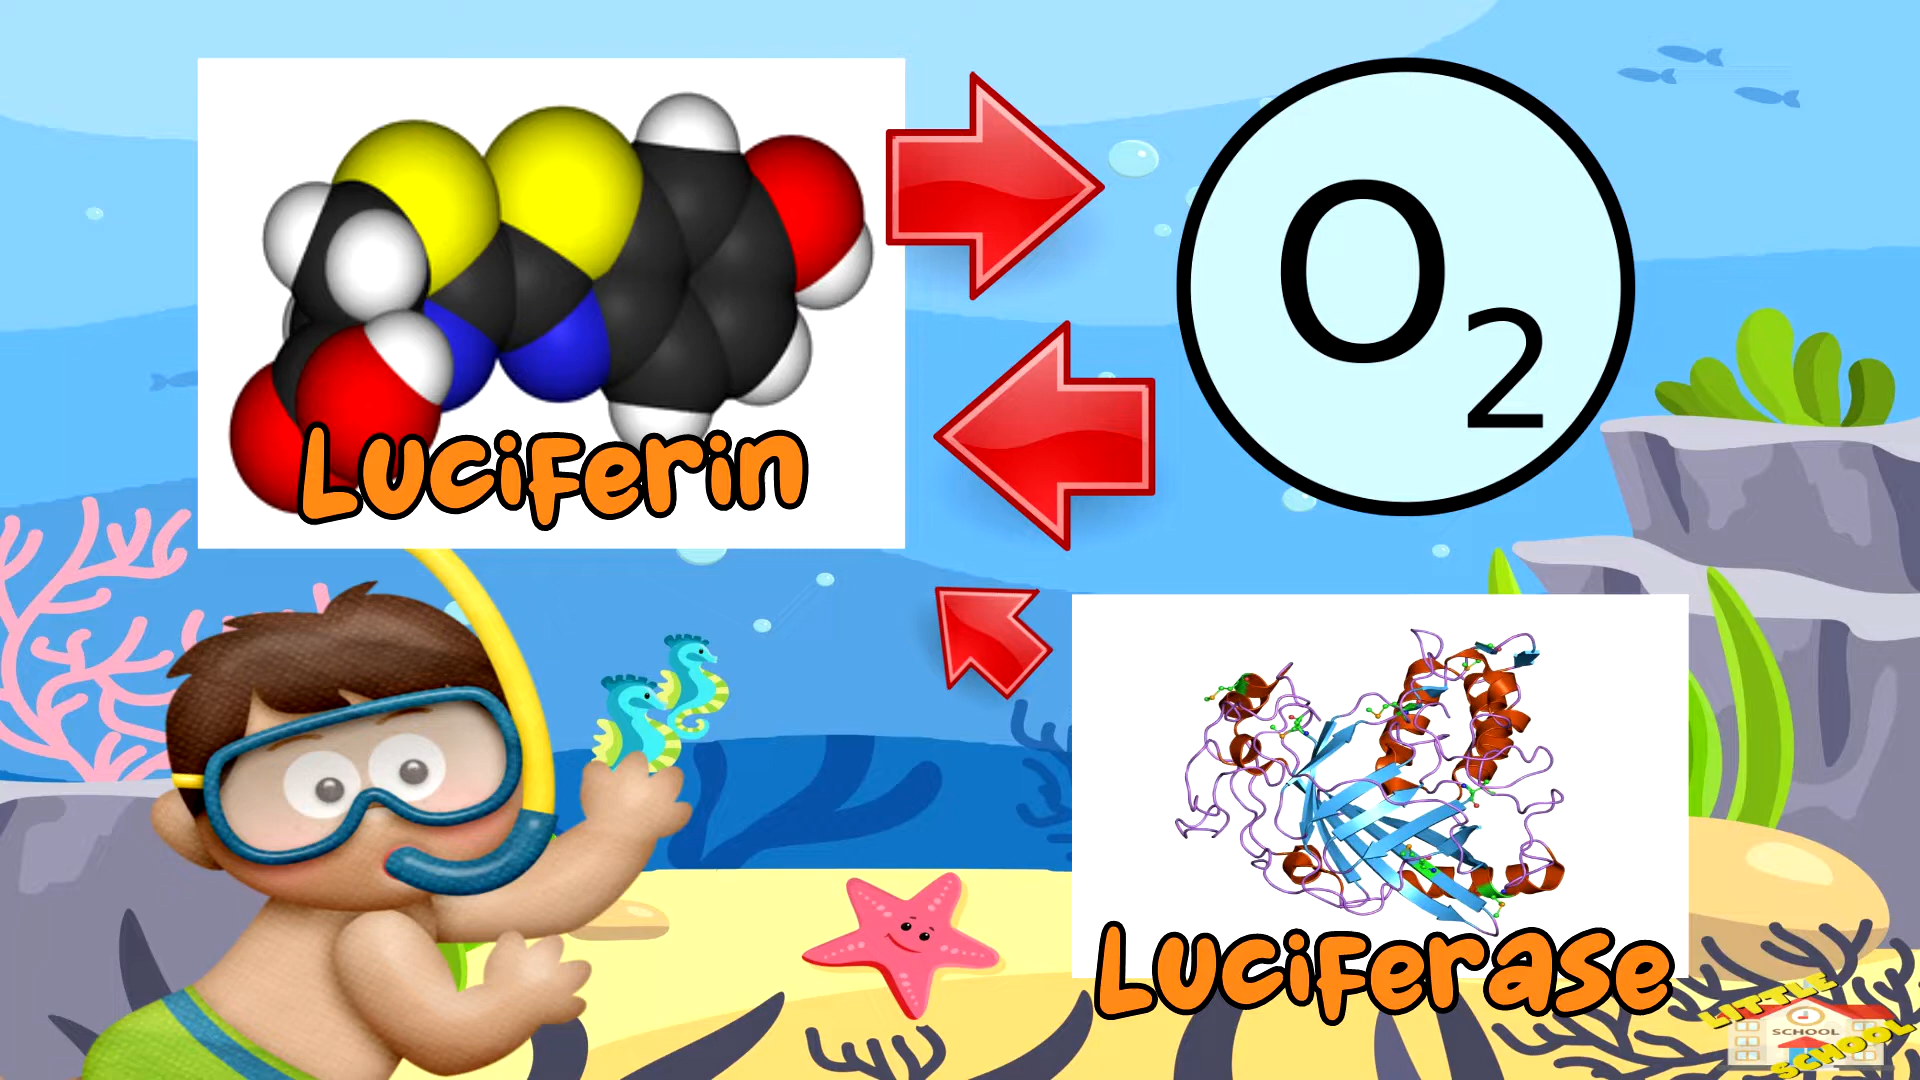 O2
Luciferin
Luciferase
LITTLE
SCHOOL
SCHOOL